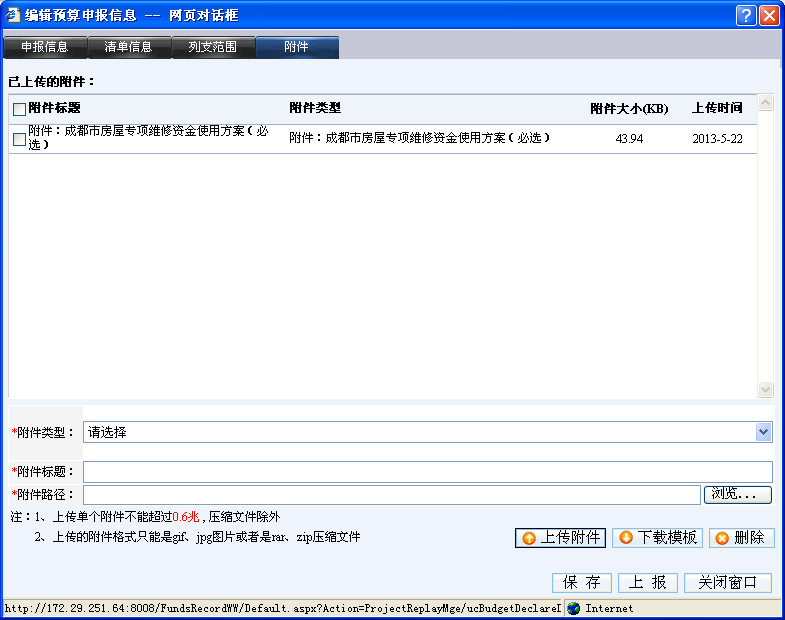 编辑预算申报信息 -- 网页对话框
申报信息 清单信息 列支范围 附件
已上传的附件：
附件标题 附件类型 附件大小(KB) 上传时间
附件：成都市房屋专项维修资金使用方案（必
选） 附件：成都市房屋专项维修资金使用方案（必选） 43.94 2013-5-22
*附件类型： 请选择
*附件标题：
*附件路径： 浏览...
注：1、上传单个附件不能超过0.6兆,压缩文件除外
2、上传的附件格式只能是gif、jpg图片或者是rar、zip压缩文件
上传附件 下载模板 删除
保 存 上 报 关闭窗口
http://172.29.251.64:8008/FundsRecordWW/Default.aspx?Action=ProjectReplayMge/ucBudgetDeclareI Internet